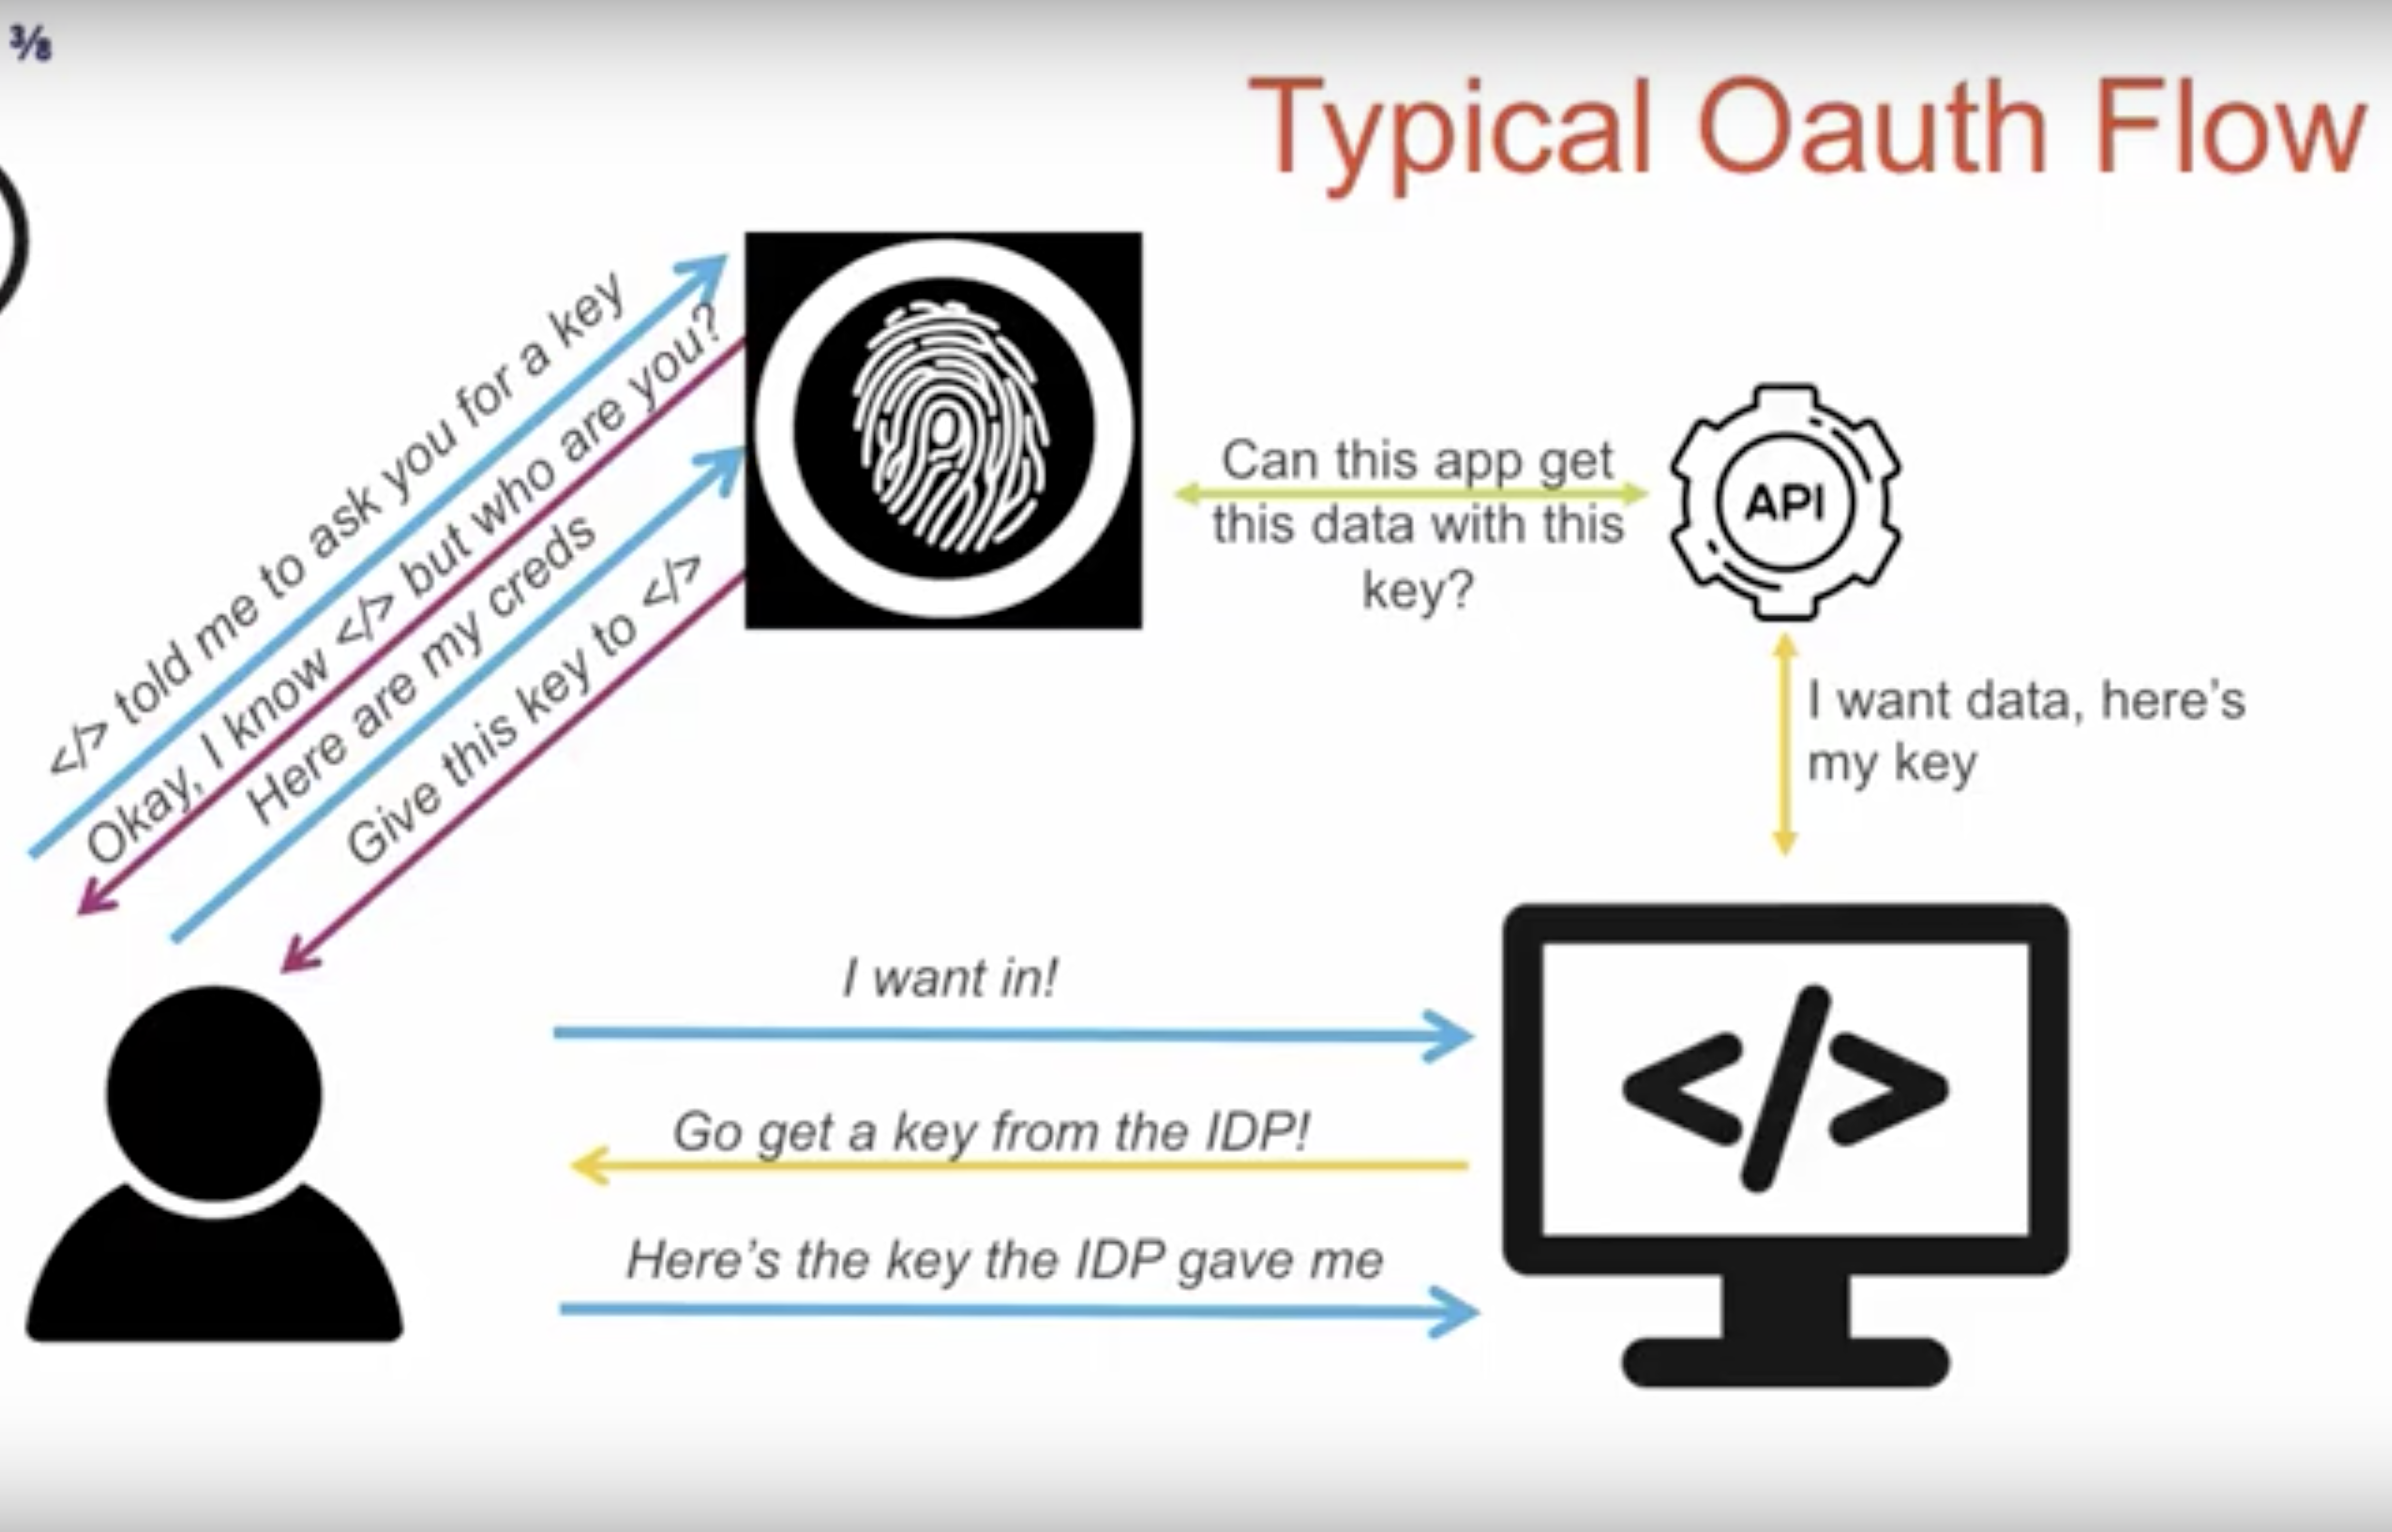 ⅜
Typical Oauth Flow
</> told me to ask you for a key
Okay, I know </> but who are you?
Here are my creds
Give this key to </>
Can this app get
this data with this
key?
API
I want data, here’s
my key
I want in!
Go get a key from the IDP!
Here’s the key the IDP gave me
</>